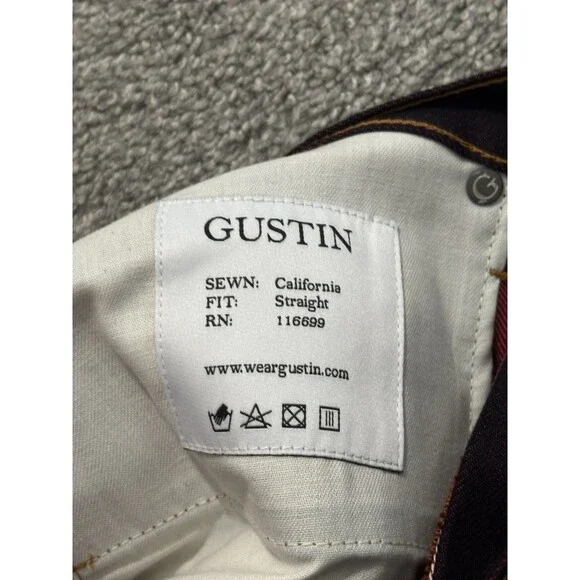 GUSTIN
SEWN: California
FIT: Straight
RN: 116699
www.weargustin.com
G